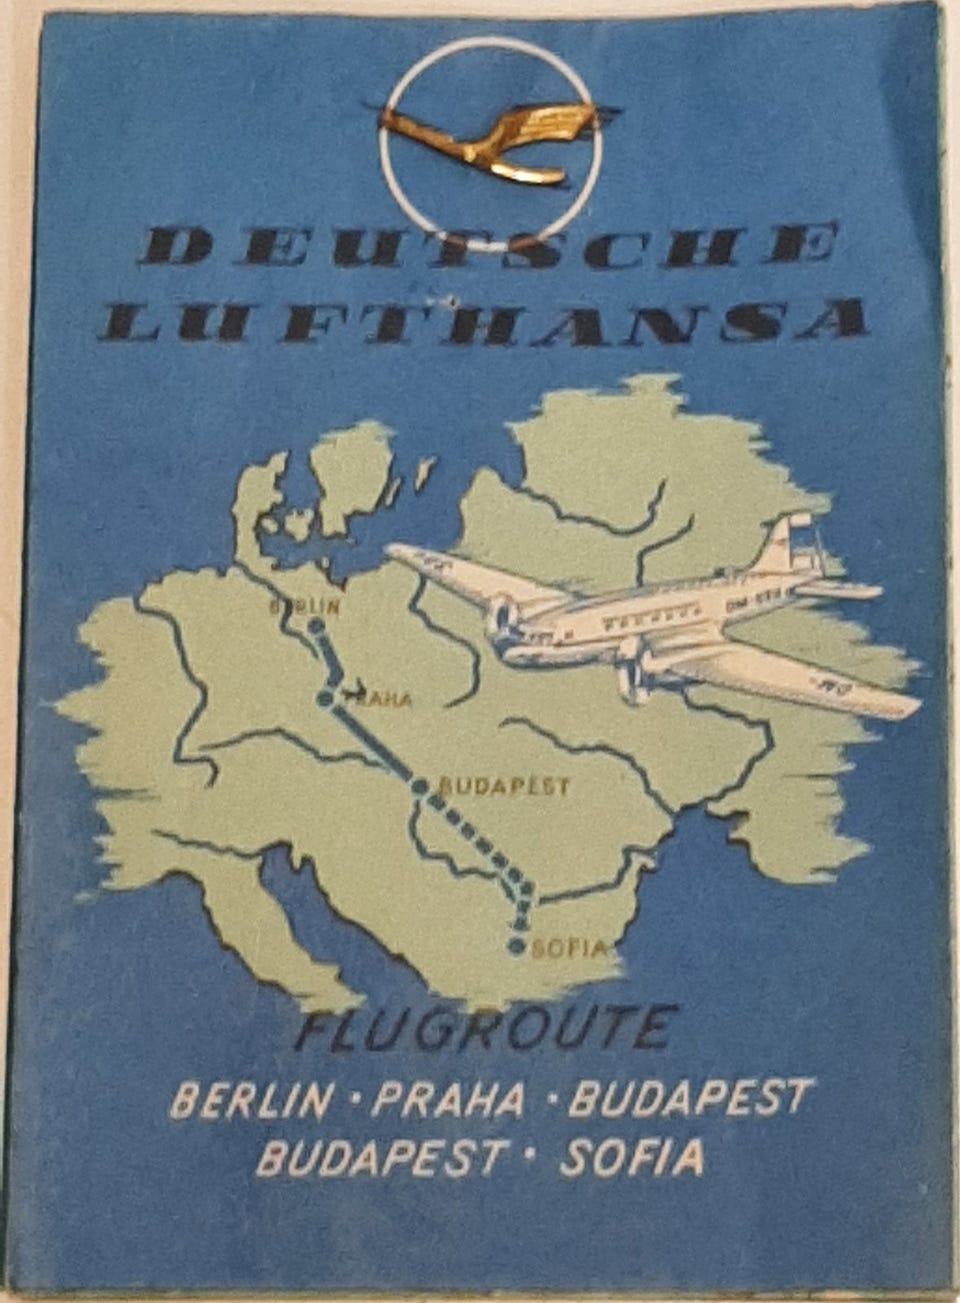 DEUTSCHE
LUFTHANSA
BERLIN
PRAHA
BUDAPEST
SOFIA
FLUGROUTE
BERLIN · PRAHA · BUDAPEST
BUDAPEST · SOFIA